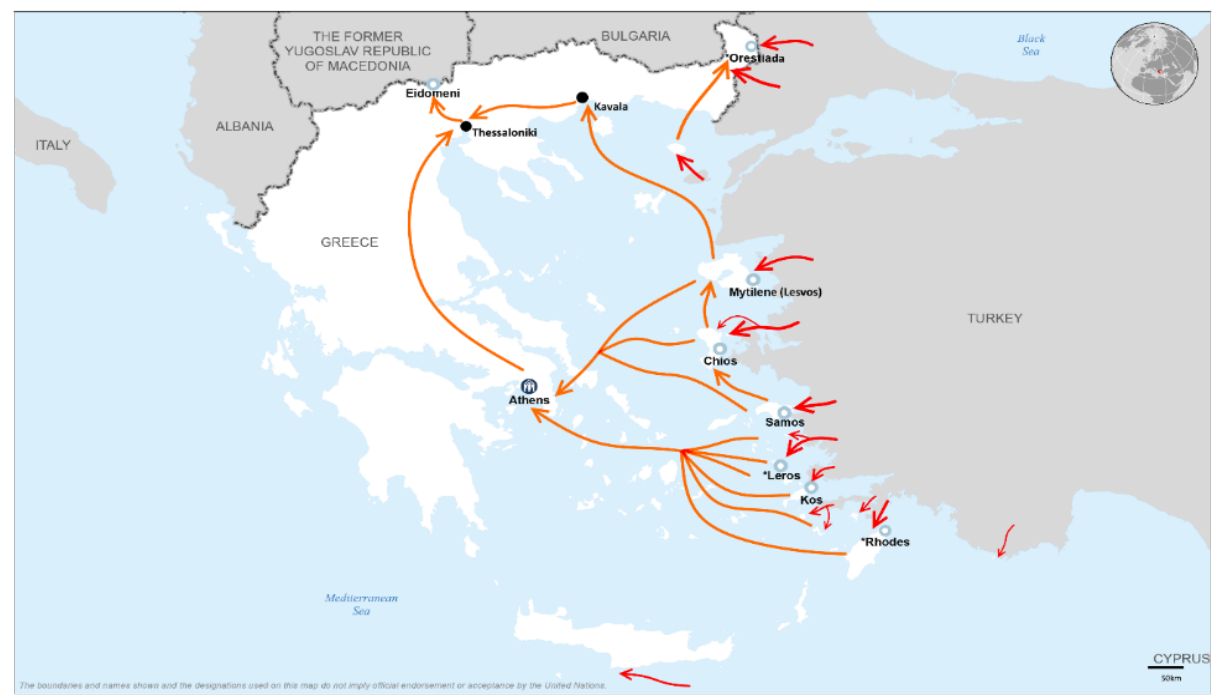 THE FORMER
YUGOSLAV REPUBLIC
OF MACEDONIA
BULGARIA
Black
Sea
*Orestiada
Eidomeni
Kavala
Thessaloniki
ALBANIA
ITALY
GREECE
Mytilene (Lesvos)
TURKEY
Chios
Athens
Samos
*Leros
Kos
*Rhodes
Mediterranean
Sea
CYPRUS
50km
The boundaries and names shown and the designations used on this map do not imply official endorsement or acceptance by the United Nations.